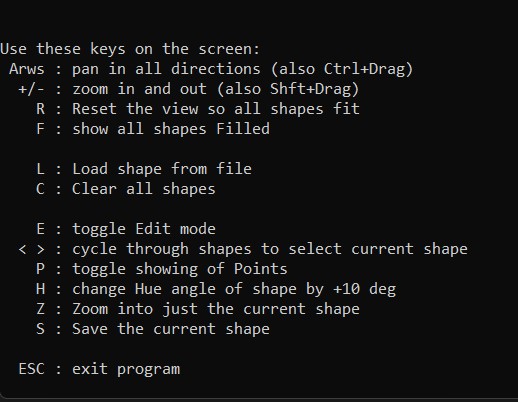 Use these keys on the screen:
Arws : pan in all directions (also Ctrl+Drag)
+/- : zoom in and out (also Shft+Drag)
R : Reset the view so all shapes fit
F : show all shapes Filled
L : Load shape from file
C : Clear all shapes
E : toggle Edit mode
< > : cycle through shapes to select current shape
P : toggle showing of Points
H : change Hue angle of shape by +10 deg
Z : Zoom into just the current shape
S : Save the current shape
ESC : exit program